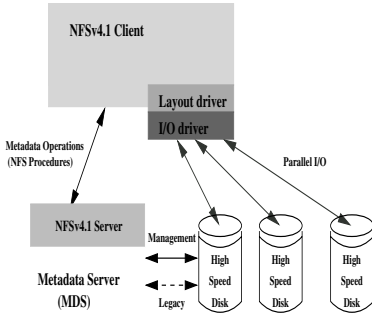 NFSv4.1 Client
Layout driver
I/O driver
Metadata Operations
(NFS Procedures)
Parallel I/O
NFSv4.1 Server
Management
Metadata Server
(MDS)
Legacy
High
Speed
Disk
High
Speed
Disk
High
Speed
Disk